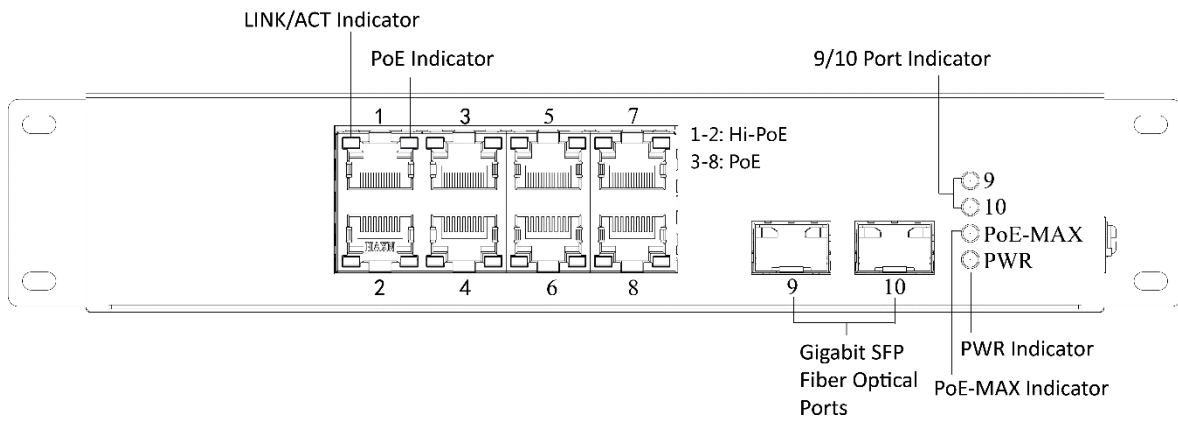 LINK/ACT Indicator
PoE Indicator
9/10 Port Indicator
1 3 5 7
1-2: Hi-PoE
3-8: PoE
9
10
PoE-MAX
PWR
2 4 6 8
9 10
Gigabit SFP
Fiber Optical
Ports
PWR Indicator
PoE-MAX Indicator